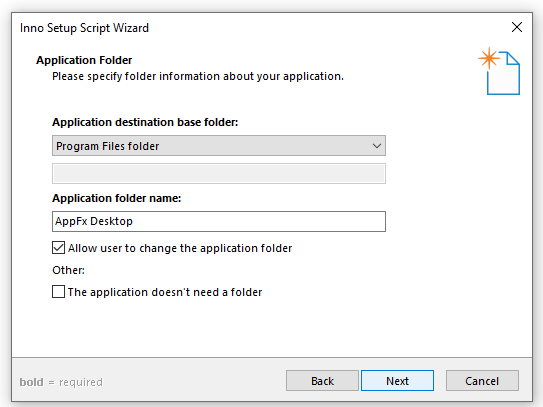 Inno Setup Script Wizard
Application Folder
Please specify folder information about your application.
Application destination base folder:
Program Files folder
Application folder name:
AppFx Desktop
Allow user to change the application folder
Other:
The application doesn't need a folder
bold = required
Back
Next
Cancel